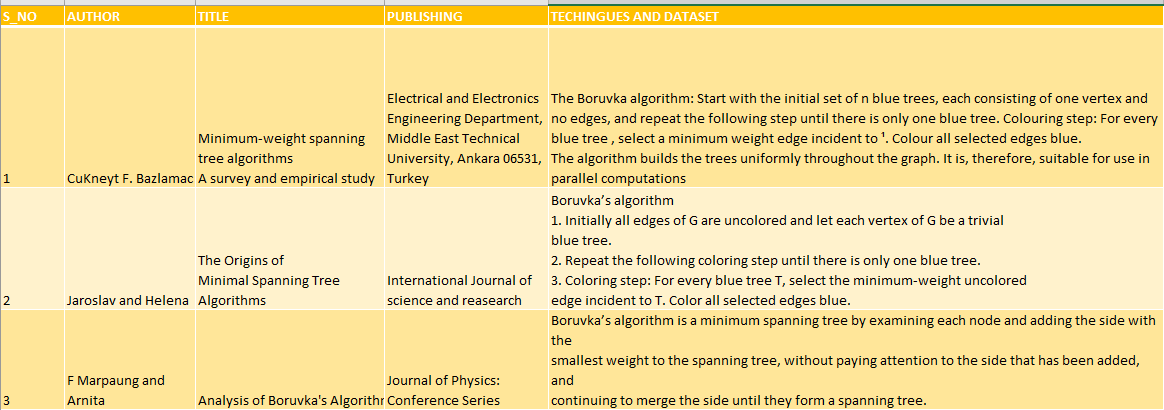 S_NO AUTHOR TITLE PUBLISHING TECHINGUES AND DATASET
1
CuKneyt F. Bazlamac
Minimum-weight spanning
tree algorithms
A survey and empirical study
Electrical and Electronics
Engineering Department,
Middle East Technical
University, Ankara 06531,
Turkey
The Boruvka algorithm: Start with the initial set of n blue trees, each consisting of one vertex and
no edges, and repeat the following step until there is only one blue tree. Colouring step: For every
blue tree , select a minimum weight edge incident to ¹. Colour all selected edges blue.
The algorithm builds the trees uniformly throughout the graph. It is, therefore, suitable for use in
parallel computations
2
Jaroslav and Helena
The Origins of
Minimal Spanning Tree
Algorithms
International Journal of
science and reasearch
Boruvka’s algorithm
1. Initially all edges of G are uncolored and let each vertex of G be a trivial
blue tree.
2. Repeat the following coloring step until there is only one blue tree.
3. Coloring step: For every blue tree T, select the minimum-weight uncolored
edge incident to T. Color all selected edges blue.
3
F Marpaung and
Arnita
Analysis of Boruvka's Algorithm
Journal of Physics:
Conference Series
Boruvka’s algorithm is a minimum spanning tree by examining each node and adding the side with
the
smallest weight to the spanning tree, without paying attention to the side that has been added,
and
continuing to merge the side until they form a spanning tree.